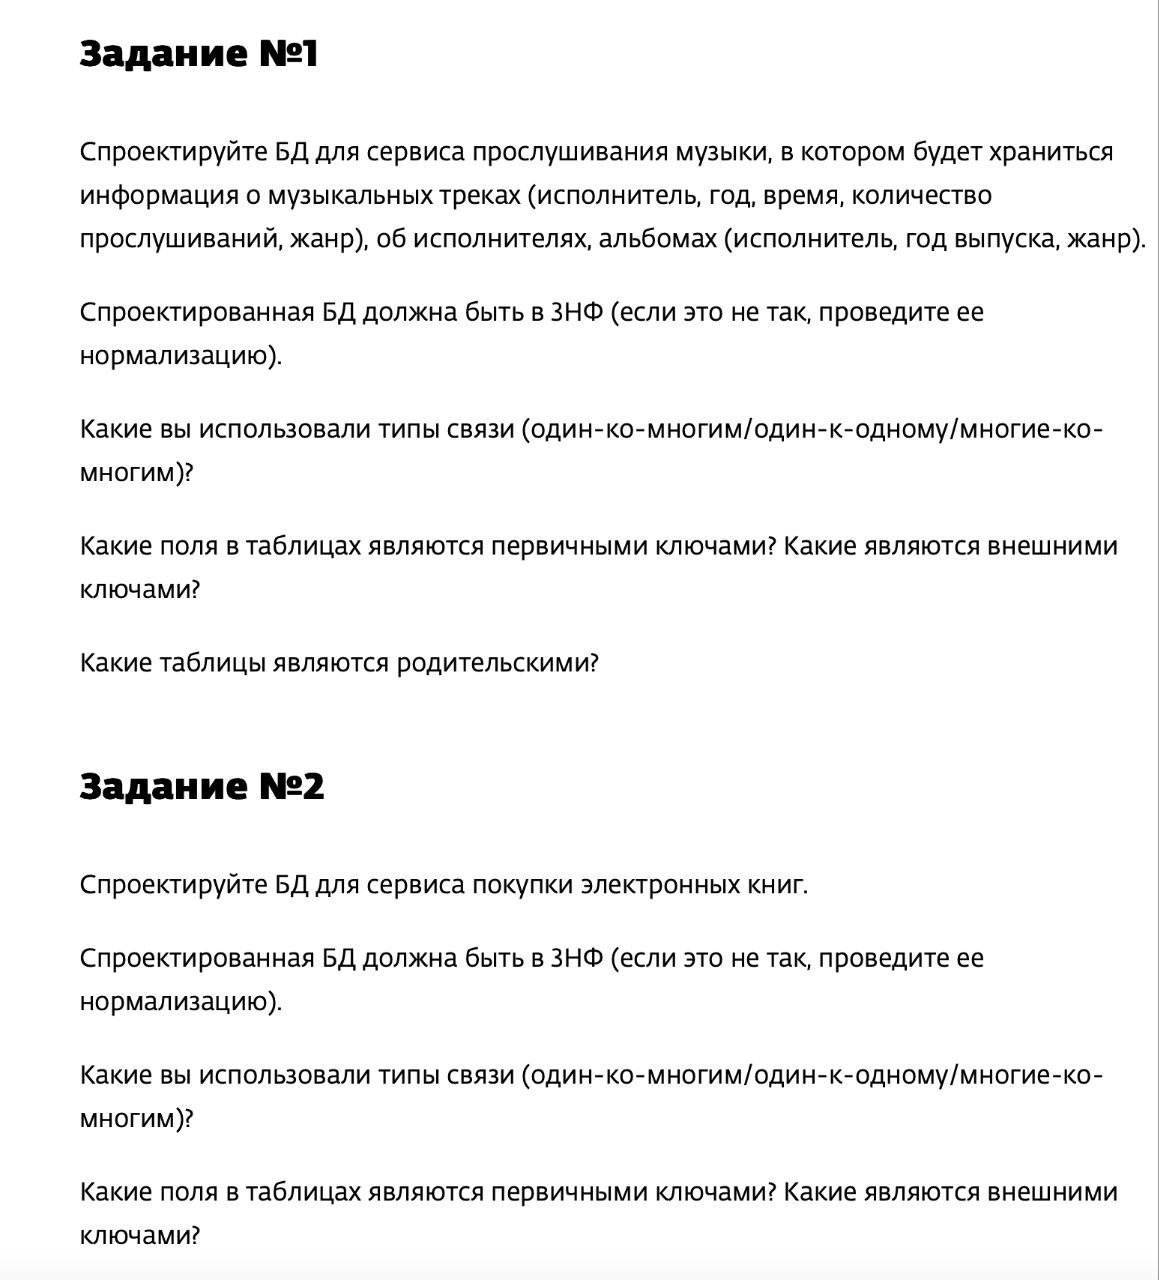 Задание №1
Спроектируйте БД для сервиса прослушивания музыки, в котором будет храниться
информация о музыкальных треках (исполнитель, год, время, количество
прослушиваний, жанр), об исполнителях, альбомах (исполнитель, год выпуска, жанр).
Спроектированная БД должна быть в 3НФ (если это не так, проведите ее
нормализацию).
Какие вы использовали типы связи (один-ко-многим/один-к-одному/многие-ко-
многим)?
Какие поля в таблицах являются первичными ключами? Какие являются внешними
ключами?
Какие таблицы являются родительскими?
Задание №2
Спроектируйте БД для сервиса покупки электронных книг.
Спроектированная БД должна быть в 3НФ (если это не так, проведите ее
нормализацию).
Какие вы использовали типы связи (один-ко-многим/один-к-одному/многие-ко-
многим)?
Какие поля в таблицах являются первичными ключами? Какие являются внешними
ключами?